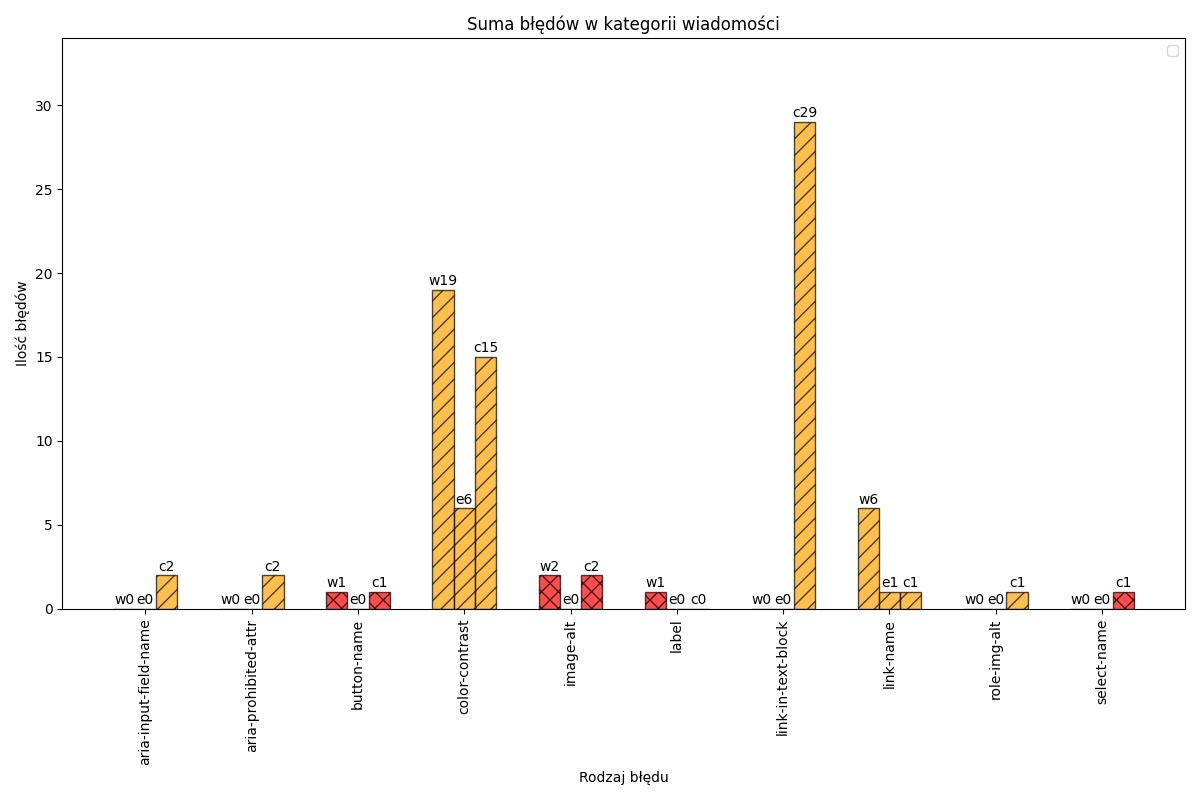 Suma błędów w kategorii wiadomości
Ilość błędów
30
25
20
15
10
5
0
w0 e0 c2
w0 e0 c2
w1 e0 c1
w19 e6 c15
w2 e0 c2
w1 e0 c0
w0 e0 c29
w6 e1 c1
w0 e0 c1
w0 e0 c1
aria-input-field-name
aria-prohibited-attr
button-name
color-contrast
image-alt
label
link-in-text-block
link-name
role-img-alt
select-name
Rodzaj błędu